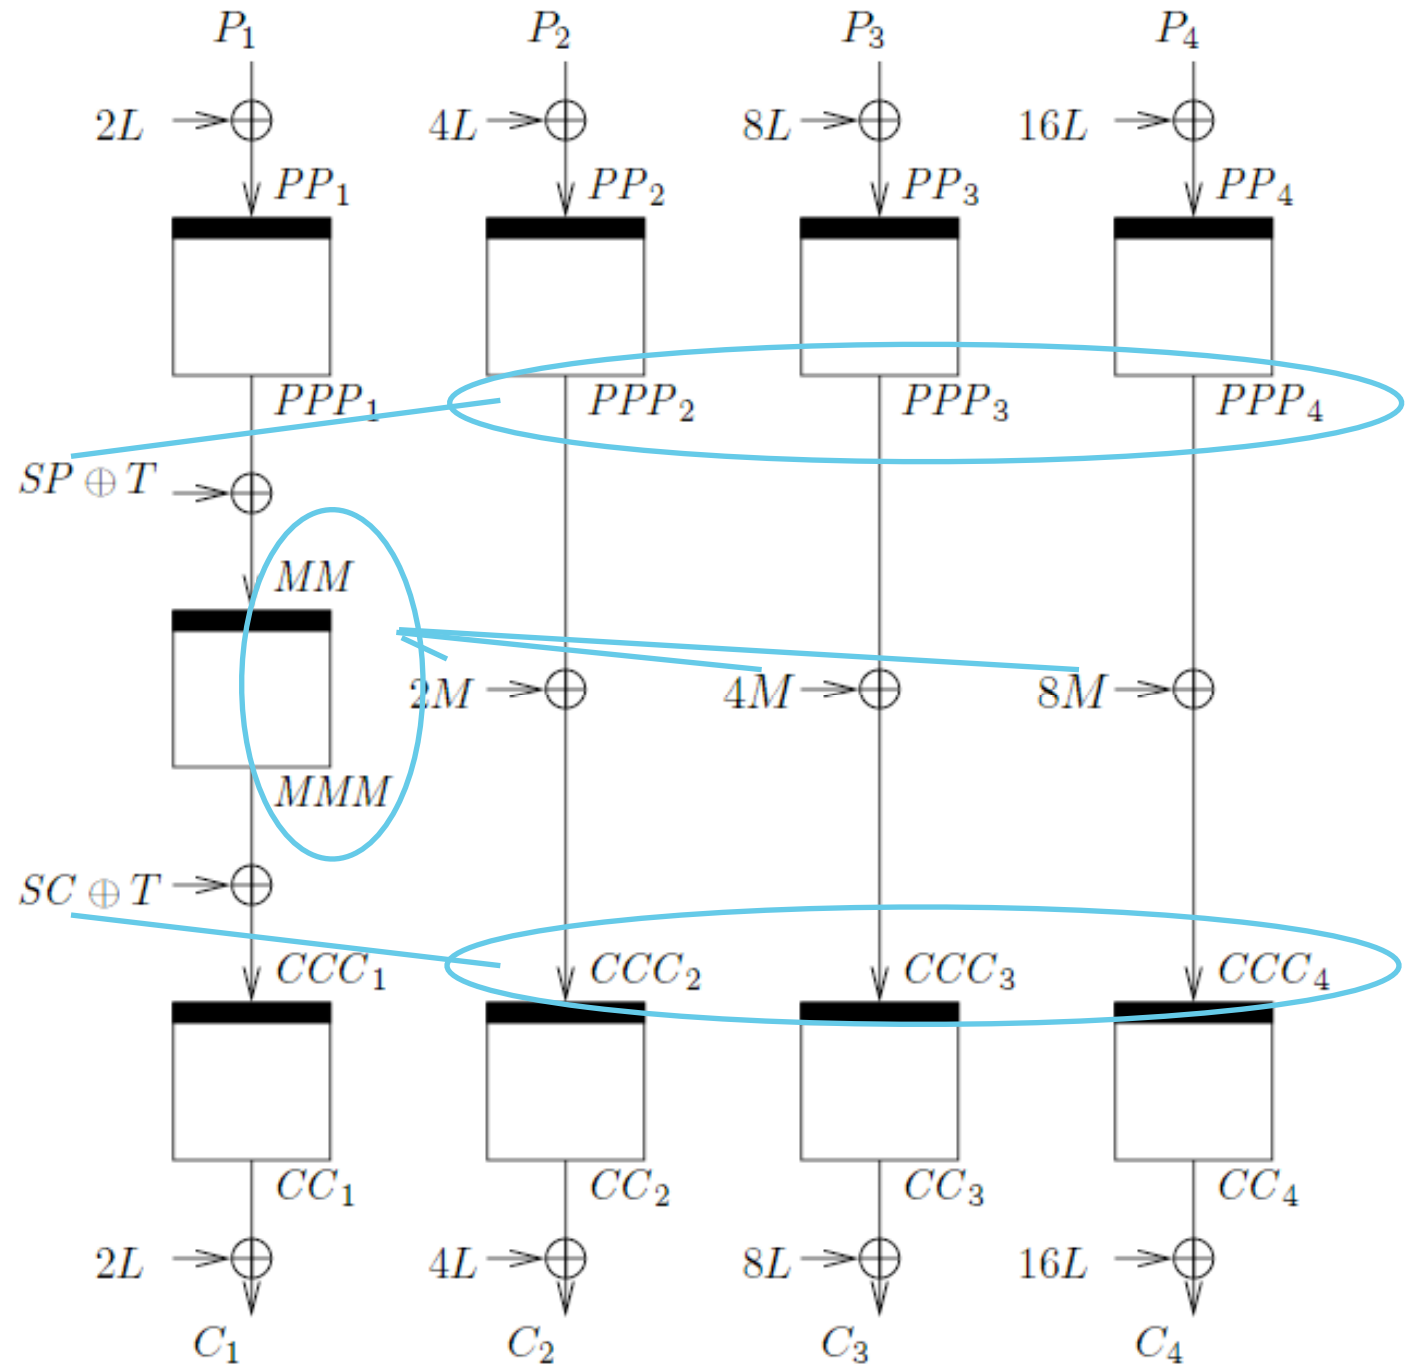 P₁ P₂ P₃ P₄
2L 4L 8L 16L
PP₁ PP₂ PP₃ PP₄
PPP₁ PPP₂ PPP₃ PPP₄
SP ⊕ T
MM
2M 4M 8M
MMM
SC ⊕ T
CCC₁ CCC₂ CCC₃ CCC₄
CC₁ CC₂ CC₃ CC₄
2L 4L 8L 16L
C₁ C₂ C₃ C₄